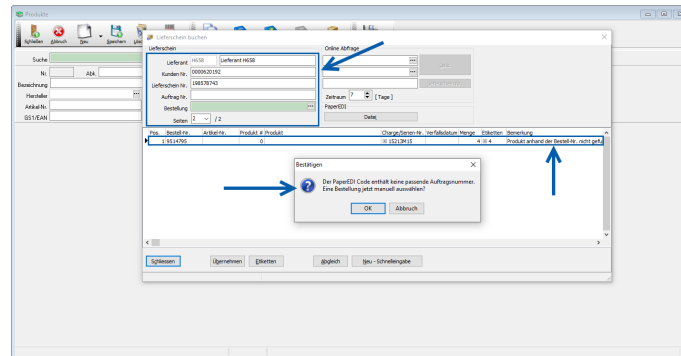 Produkte
Schließen Abbruch Neu Speichern
Suche
Nr. Abk.
Bezeichnung
Hersteller
Artikel-Nr.
GS1/EAN
Lieferschein buchen
Lieferschein
Lieferant H658 Lieferant H658
Kunden Nr. 0000620192
Lieferschein Nr. 198578743
Auftrag Nr.
Bestellung
Seiten 2 / 2
Online Abfrage
Zeitraum 7 [ Tage ]
PaperEDI
Datei
Pos. Bestell-Nr. Artikel-Nr. Produkt # Produkt Charge/Serien-Nr. Verfallsdatum Menge Etiketten Bemerkung
1 9514795 0 15213M15 4 4 Produkt anhand der Bestell-Nr. nicht gefu
Bestätigen
Der PaperEDI Code enthält keine passende Auftragsnummer.
Eine Bestellung jetzt manuell auswählen?
OK Abbruch
Schliessen Übernehmen Etiketten Abgleich Neu - Schnelleingabe